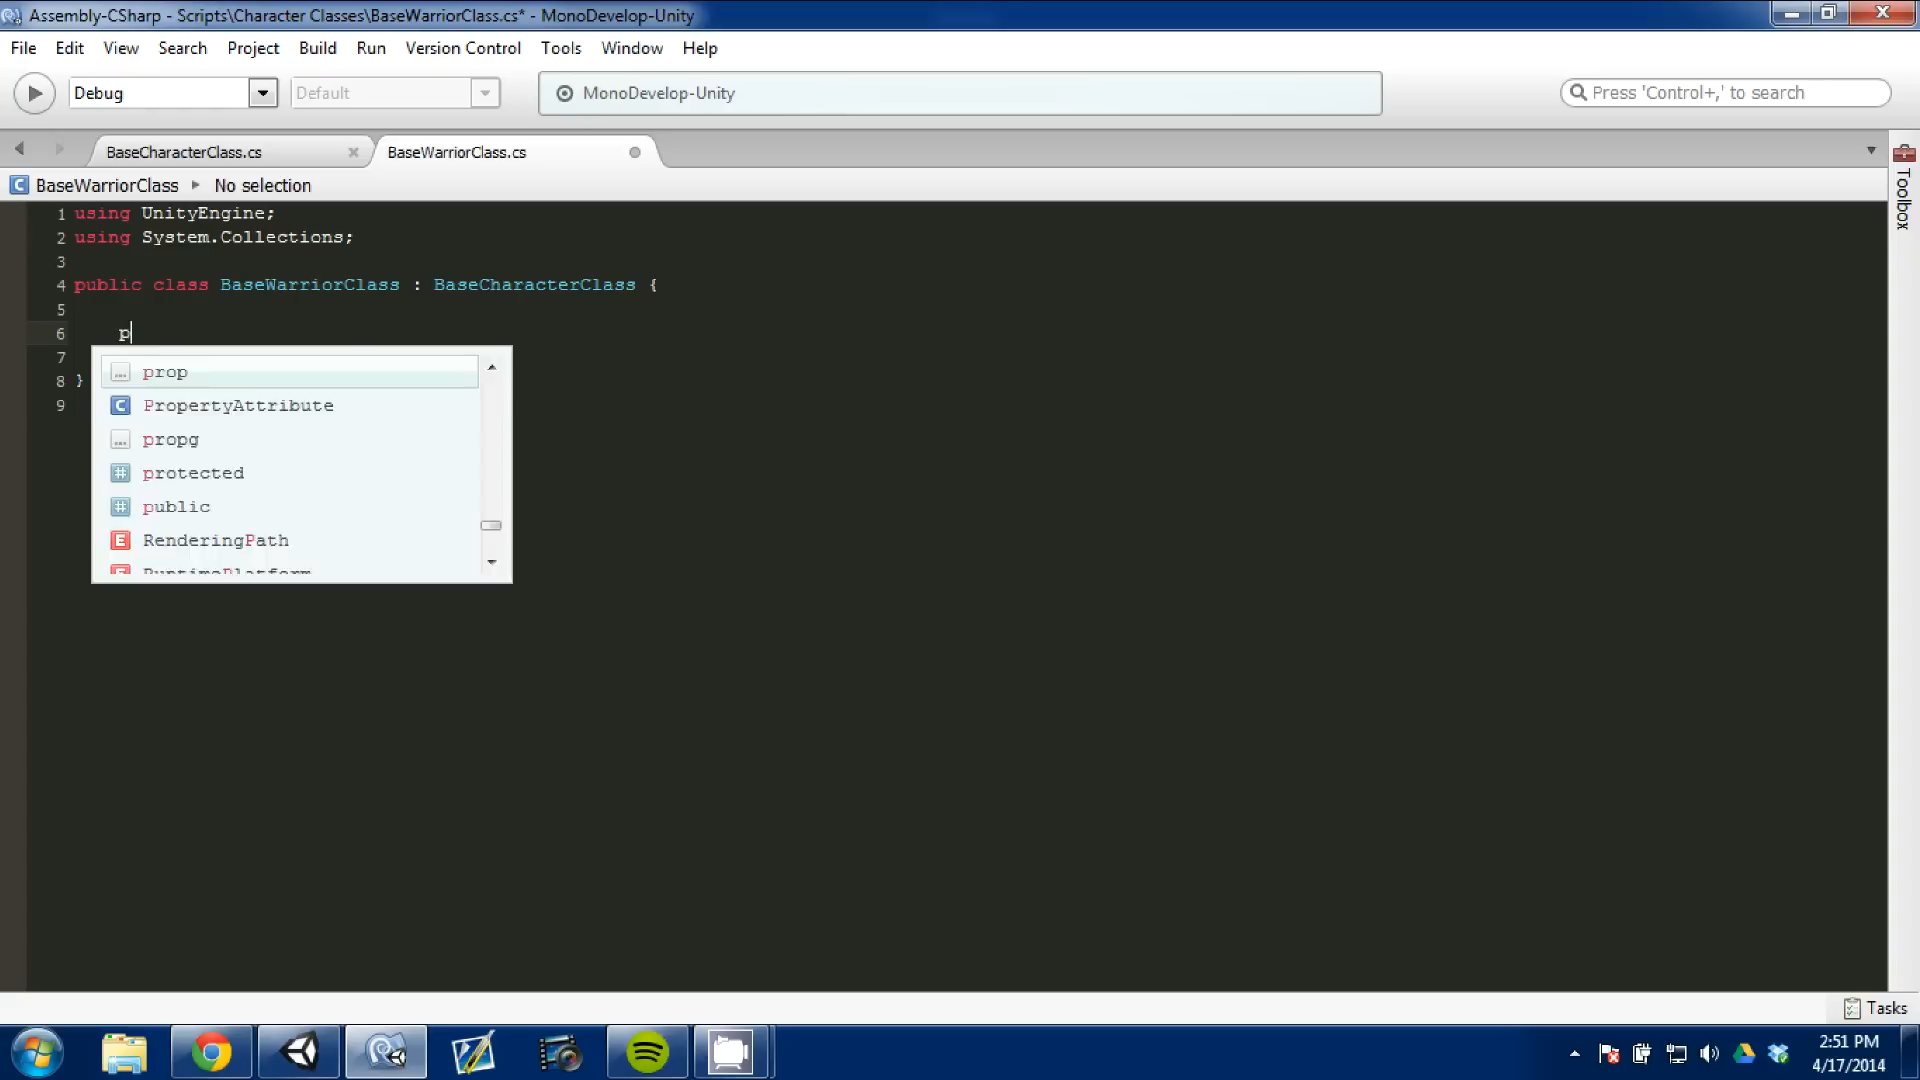 Assembly-CSharp - Scripts\Character Classes\BaseWarriorClass.cs* - MonoDevelop-Unity
File Edit View Search Project Build Run Version Control Tools Window Help
Debug Default MonoDevelop-Unity Press 'Control+,' to search
BaseCharacterClass.cs BaseWarriorClass.cs
Toolbox
C BaseWarriorClass No selection
1 using UnityEngine;
2 using System.Collections;
3
4 public class BaseWarriorClass : BaseCharacterClass {
5
6 p
7
8 }
9
... prop
C PropertyAttribute
... propg
# protected
# public
E RenderingPath
E RuntimePlatform
Tasks
2:51 PM
4/17/2014